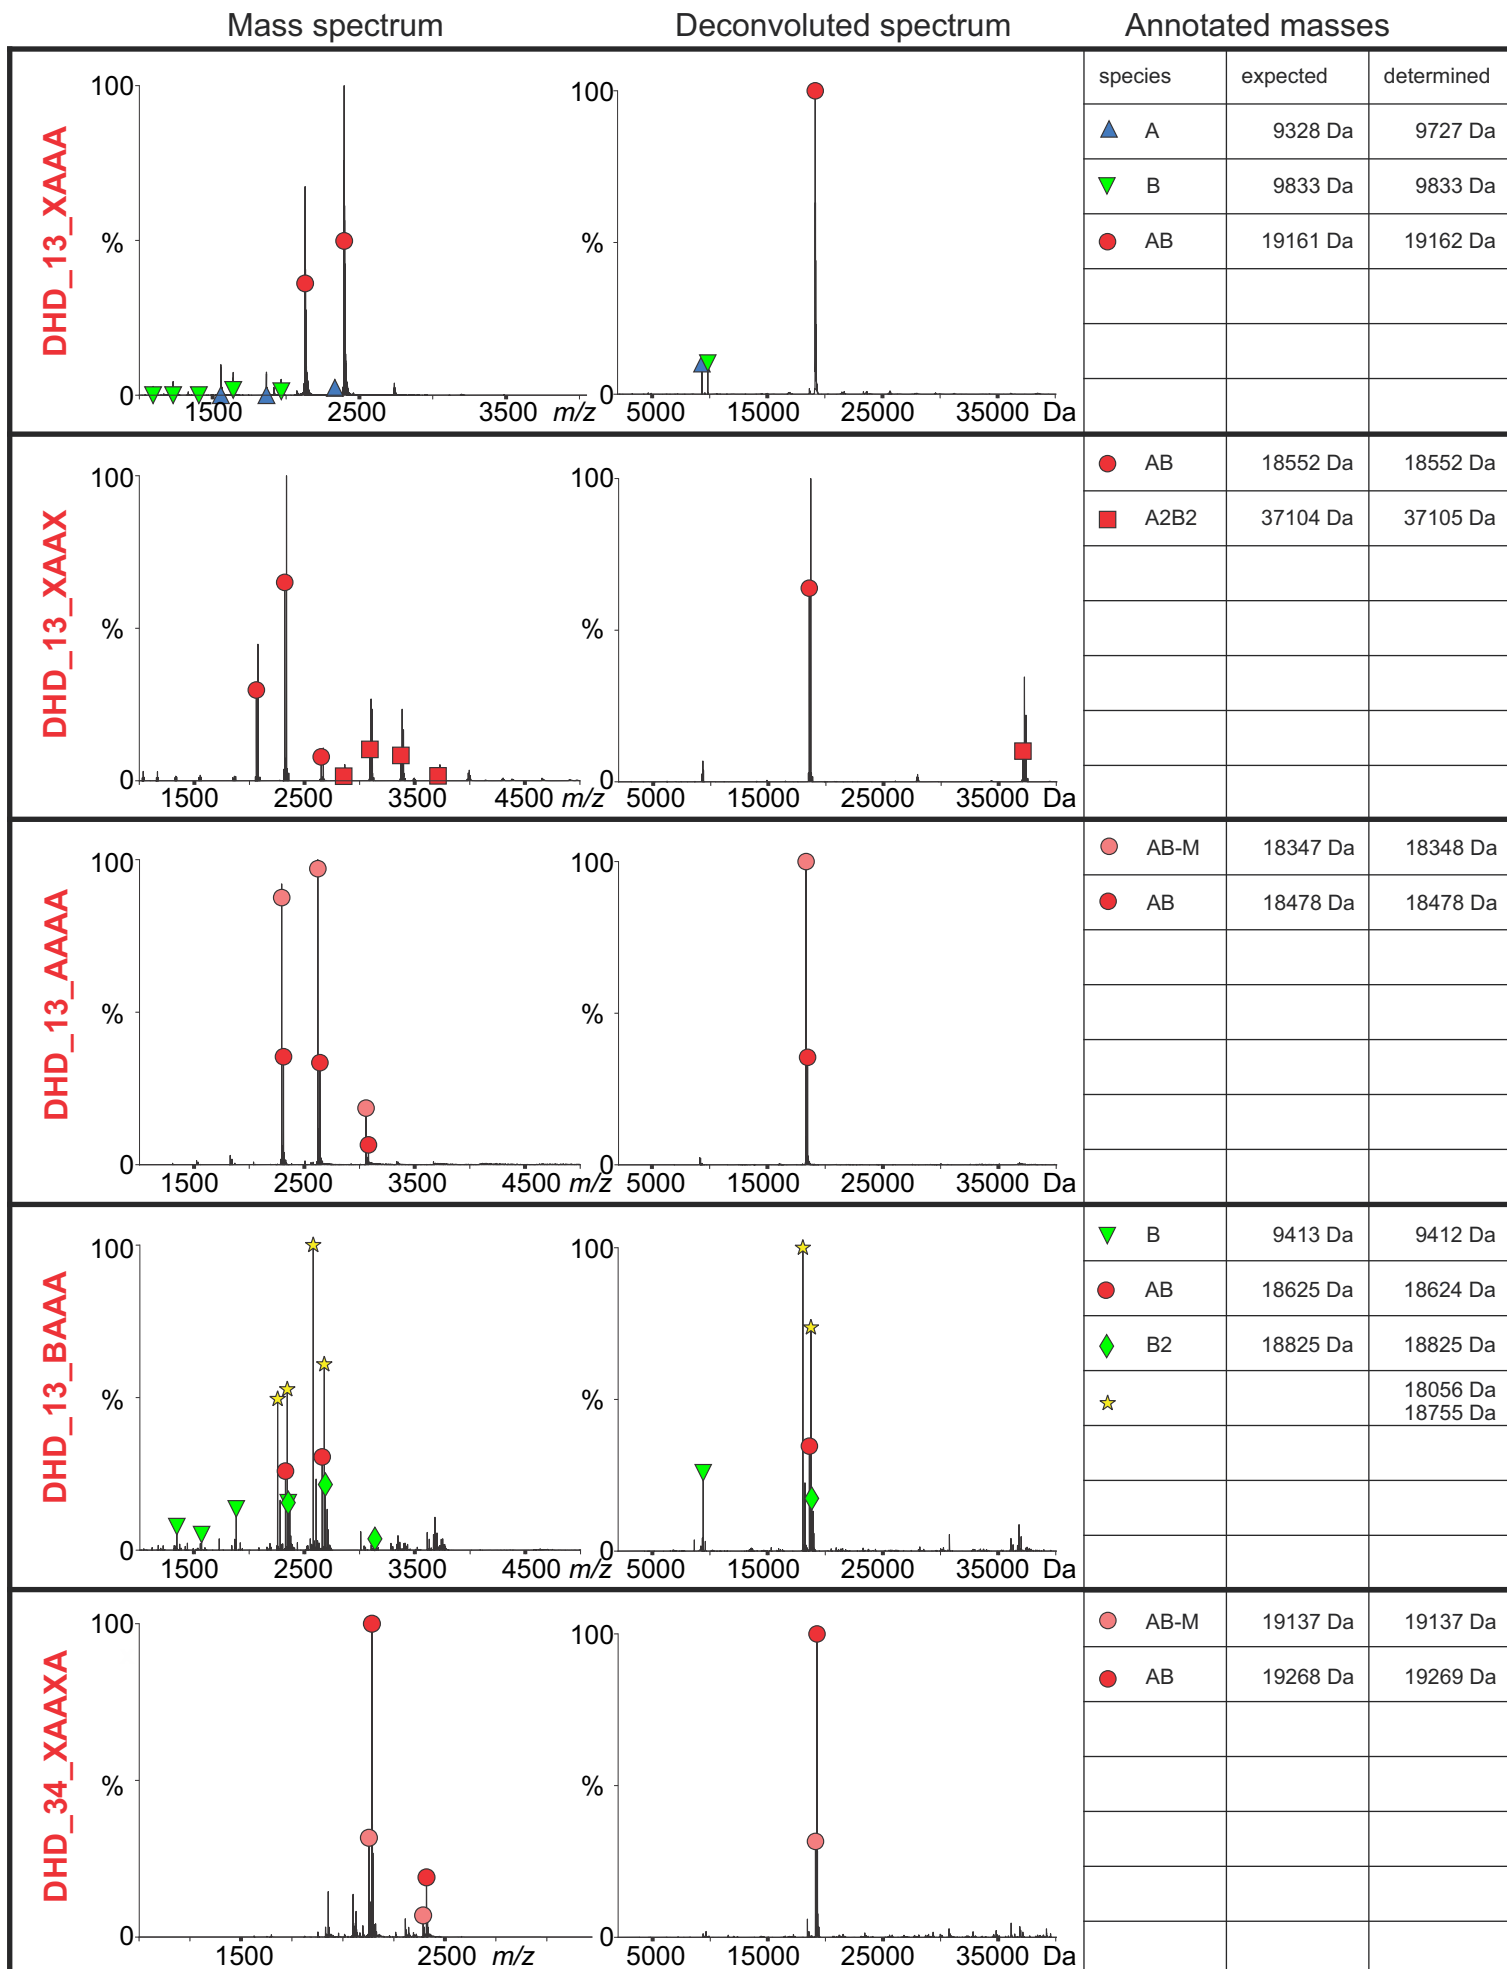 Mass spectrum Deconvoluted spectrum Annotated masses
DHD_13_XAAA
100
%
0
1500 2500 3500 m/z
100
%
0
5000 15000 25000 35000 Da
species expected determined
A 9328 Da 9727 Da
B 9833 Da 9833 Da
AB 19161 Da 19162 Da
DHD_13_XAAX
100
%
0
1500 2500 3500 4500 m/z
100
%
0
5000 15000 25000 35000 Da
AB 18552 Da 18552 Da
A2B2 37104 Da 37105 Da
DHD_13_AAAA
100
%
0
1500 2500 3500 4500 m/z
100
%
0
5000 15000 25000 35000 Da
AB-M 18347 Da 18348 Da
AB 18478 Da 18478 Da
DHD_13_BAAA
100
%
0
1500 2500 3500 4500 m/z
100
%
0
5000 15000 25000 35000 Da
B 9413 Da 9412 Da
AB 18625 Da 18624 Da
B2 18825 Da 18825 Da
18056 Da
18755 Da
DHD_34_XAAXA
100
%
0
1500 2500 m/z
100
%
0
5000 15000 25000 35000 Da
AB-M 19137 Da 19137 Da
AB 19268 Da 19269 Da